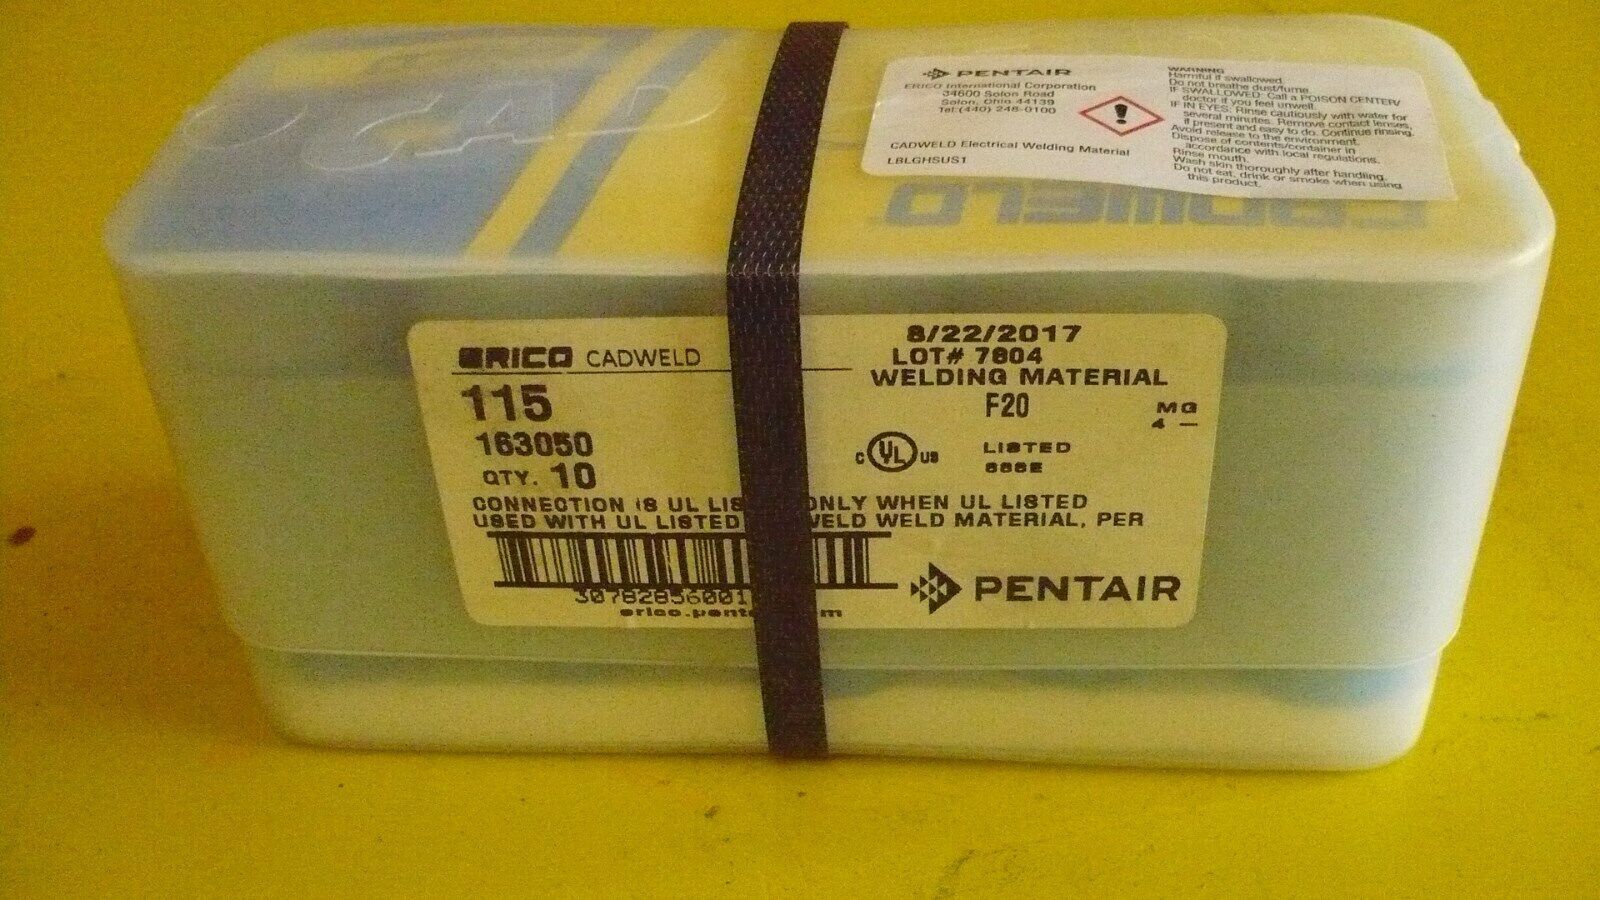 PENTAIR
ERICO International Corporation
34600 Solon Road
Solon, Ohio 44139
Tel:(440) 248-0100
CADWELD Electrical Welding Material
LBLGHSUS1
WARNING
Harmful if swallowed.
Do not breathe dust/fume.
IF SWALLOWED: Call a POISON CENTER/
doctor if you feel unwell.
IF IN EYES: Rinse cautiously with water for
several minutes. Remove contact lenses,
if present and easy to do. Continue rinsing.
Avoid release to the environment.
Dispose of contents/container in
accordance with local regulations.
Rinse mouth.
Wash skin thoroughly after handling.
Do not eat, drink or smoke when using
this product.
CADWELD
ERICO CADWELD
115
163050
QTY. 10
8/22/2017
LOT# 7804
WELDING MATERIAL
F20
MG
4 —
C UL US
LISTED
CONNECTION IS UL ONLY WHEN UL LISTED
USED WITH UL LISTED WELD MATERIAL, PER
PENTAIR